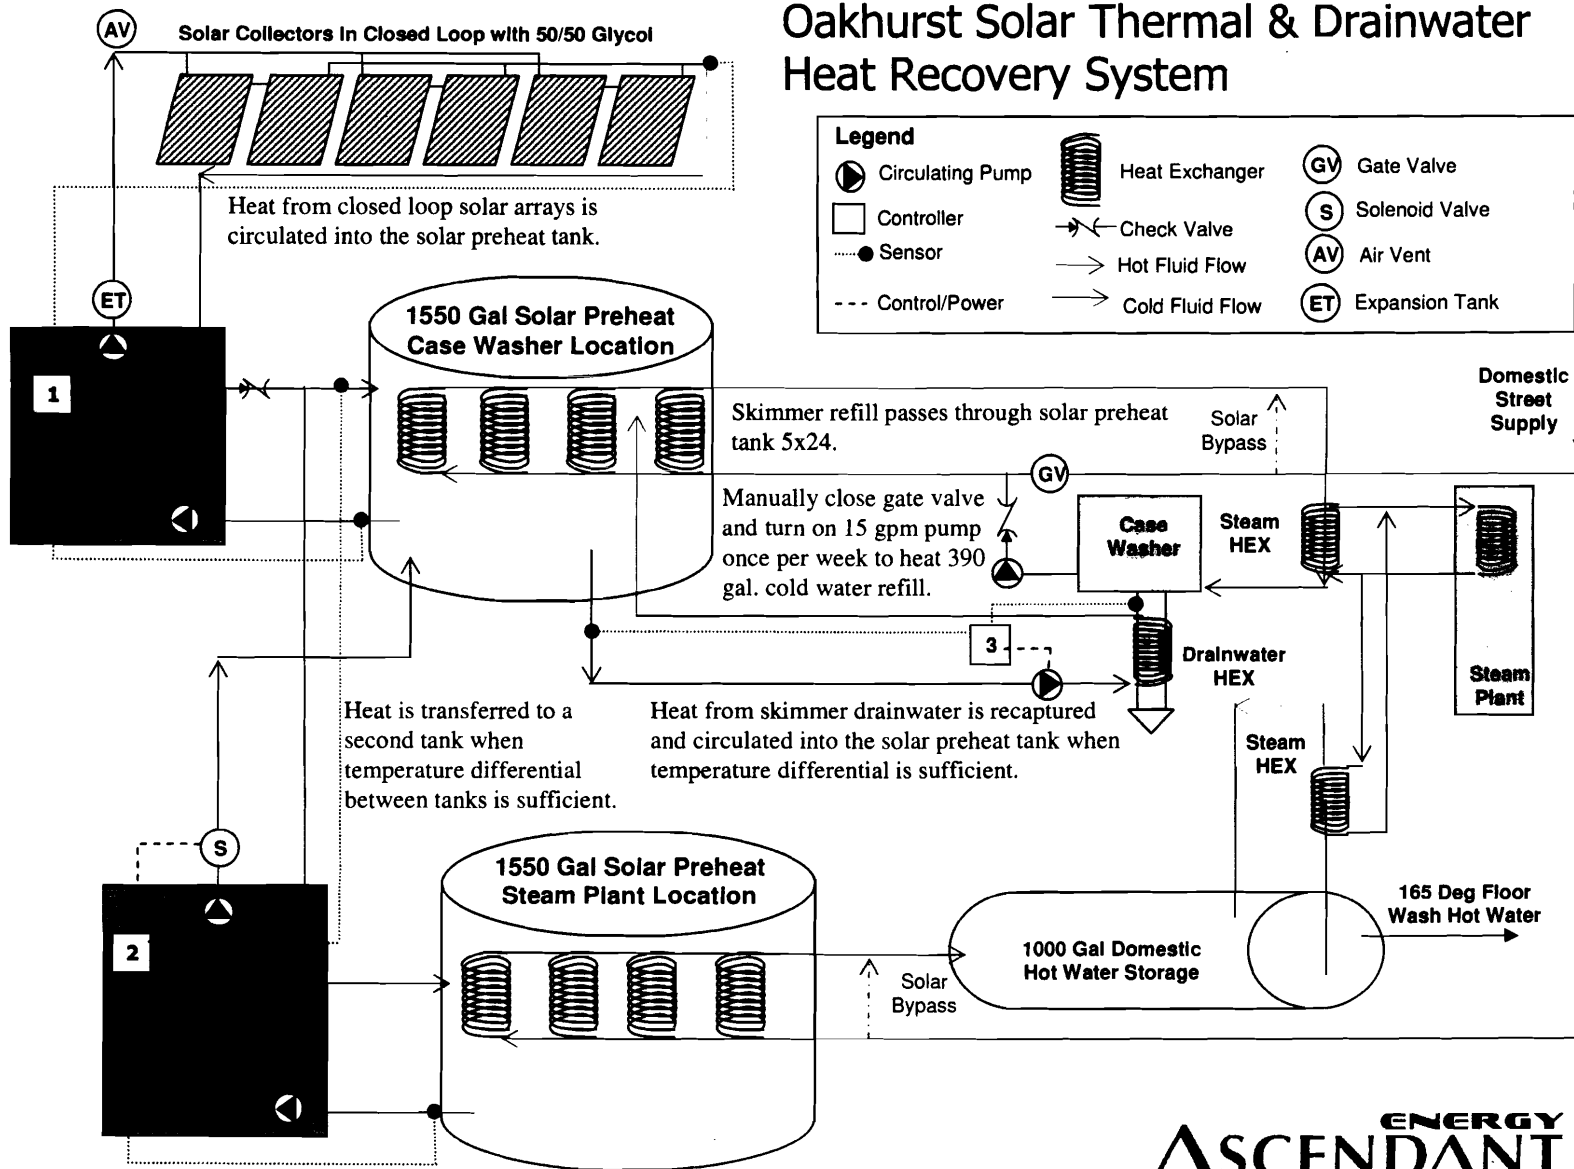 Oakhurst Solar Thermal & Drainwater
Heat Recovery System
AV
Solar Collectors in Closed Loop with 50/50 Glycol
Heat from closed loop solar arrays is
circulated into the solar preheat tank.
Legend
Circulating Pump
Controller
Sensor
Control/Power
Heat Exchanger
Check Valve
Hot Fluid Flow
Cold Fluid Flow
GV Gate Valve
S Solenoid Valve
AV Air Vent
ET Expansion Tank
ET
1
1550 Gal Solar Preheat
Case Washer Location
Skimmer refill passes through solar preheat
tank 5x24.
Solar
Bypass
Domestic
Street
Supply
GV
Manually close gate valve
and turn on 15 gpm pump
once per week to heat 390
gal. cold water refill.
Case
Washer
Steam
HEX
Steam
Plant
3
Drainwater
HEX
Heat is transferred to a
second tank when
temperature differential
between tanks is sufficient.
Heat from skimmer drainwater is recaptured
and circulated into the solar preheat tank when
temperature differential is sufficient.
Steam
HEX
S
2
1550 Gal Solar Preheat
Steam Plant Location
Solar
Bypass
1000 Gal Domestic
Hot Water Storage
165 Deg Floor
Wash Hot Water
ENERGY
ASCENDANT